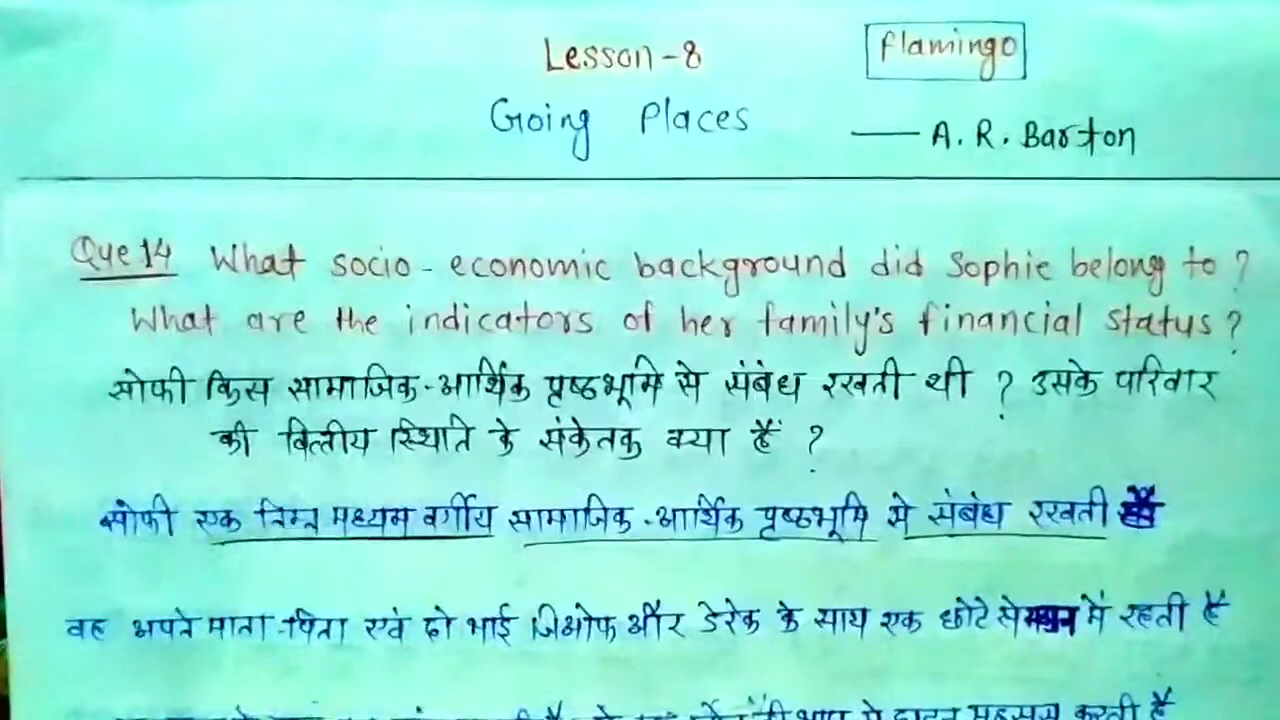 Lesson-8
Flamingo
Going Places
— A. R. Barton
Que 14 What socio-economic background did Sophie belong to ?
What are the indicators of her family's financial status ?
सोफी किस सामाजिक-आर्थिक पृष्ठभूमि से संबंध रखती थी ? उसके परिवार
की वित्तीय स्थिति के संकेतक क्या हैं ?
सोफी एक निम्न मध्यम वर्गीय सामाजिक-आर्थिक पृष्ठभूमि से संबंध रखती है
वह अपने माता-पिता एवं दो भाई जिओफ और डेरेक के साथ एक छोटे से मकान में रहती है
महसूस करती है